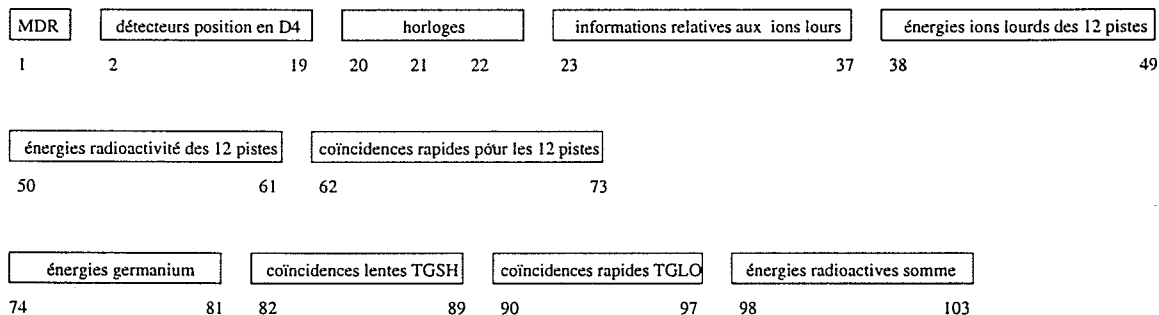 MDR détecteurs position en D4 horloges informations relatives aux ions lours énergies ions lourds des 12 pistes
1 2 19 20 21 22 23 37 38 49
énergies radioactivité des 12 pistes coïncidences rapides póur les 12 pistes
50 61 62 73
énergies germanium coïncidences lentes TGSH coïncidences rapides TGLO énergies radioactives somme
74 81 82 89 90 97 98 103